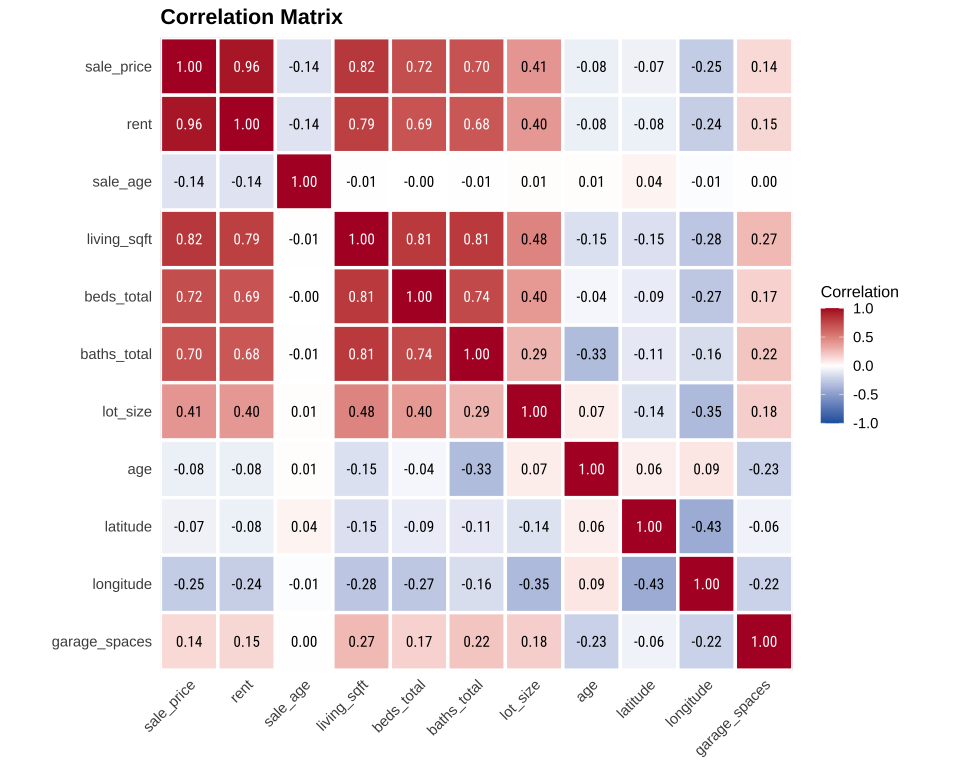 Correlation Matrix
sale_price 1.00 0.96 -0.14 0.82 0.72 0.70 0.41 -0.08 -0.07 -0.25 0.14
rent 0.96 1.00 -0.14 0.79 0.69 0.68 0.40 -0.08 -0.08 -0.24 0.15
sale_age -0.14 -0.14 1.00 -0.01 -0.00 -0.01 0.01 0.01 0.04 -0.01 0.00
living_sqft 0.82 0.79 -0.01 1.00 0.81 0.81 0.48 -0.15 -0.15 -0.28 0.27
beds_total 0.72 0.69 -0.00 0.81 1.00 0.74 0.40 -0.04 -0.09 -0.27 0.17
baths_total 0.70 0.68 -0.01 0.81 0.74 1.00 0.29 -0.33 -0.11 -0.16 0.22
lot_size 0.41 0.40 0.01 0.48 0.40 0.29 1.00 0.07 -0.14 -0.35 0.18
age -0.08 -0.08 0.01 -0.15 -0.04 -0.33 0.07 1.00 0.06 0.09 -0.23
latitude -0.07 -0.08 0.04 -0.15 -0.09 -0.11 -0.14 0.06 1.00 -0.43 -0.06
longitude -0.25 -0.24 -0.01 -0.28 -0.27 -0.16 -0.35 0.09 -0.43 1.00 -0.22
garage_spaces 0.14 0.15 0.00 0.27 0.17 0.22 0.18 -0.23 -0.06 -0.22 1.00
sale_price rent sale_age living_sqft beds_total baths_total lot_size age latitude longitude garage_spaces
Correlation
1.0
0.5
0.0
-0.5
-1.0